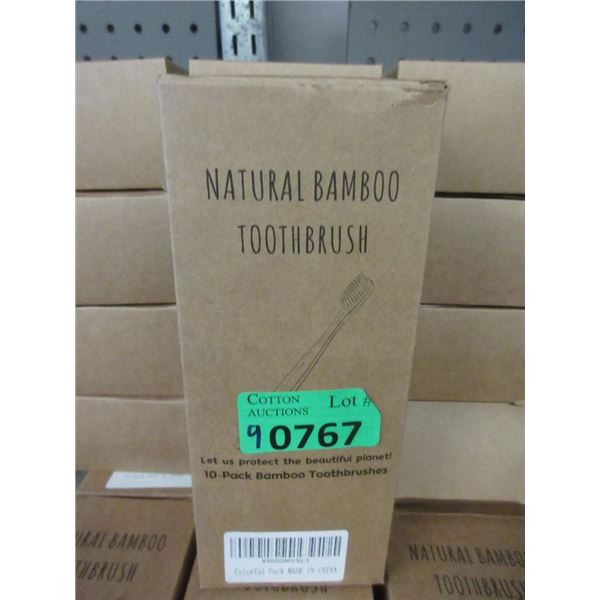 NATURAL BAMBOO
TOOTHBRUSH
COTTON
AUCTIONS
Lot #
90767
Let us protect the beautiful planet!
10-Pack Bamboo Toothbrushes
Colorful Pack MADE IN CHINA
NATURAL BAMBOO
TOOTHBRUSH
NATURAL BAMBOO
TOOTHBRUSH